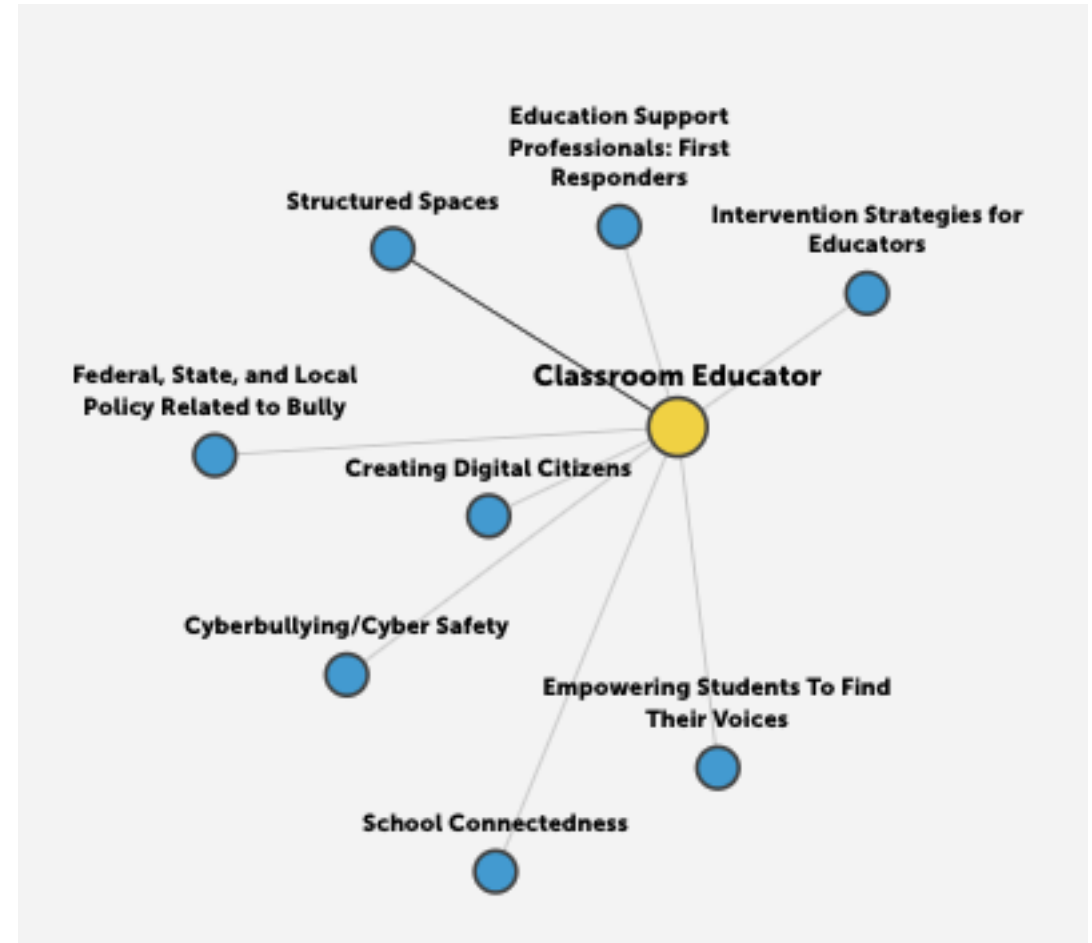 Education Support
Professionals: First
Responders
Structured Spaces
Intervention Strategies for
Educators
Federal, State, and Local
Policy Related to Bully
Classroom Educator
Creating Digital Citizens
Cyberbullying/Cyber Safety
Empowering Students To Find
Their Voices
School Connectedness